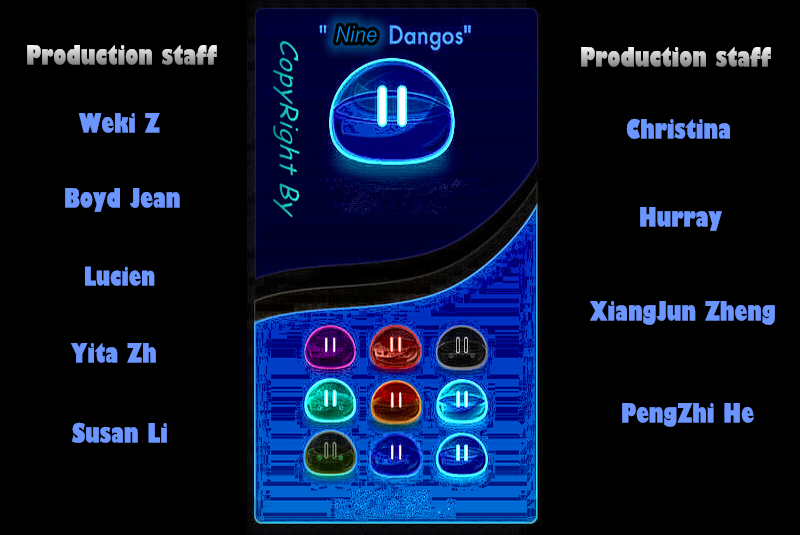 Production staff
Weki Z
Boyd Jean
Lucien
Yita Zh
Susan Li
CopyRight By
" Nine Dangos"
Production staff
Christina
Hurray
XiangJun Zheng
PengZhi He